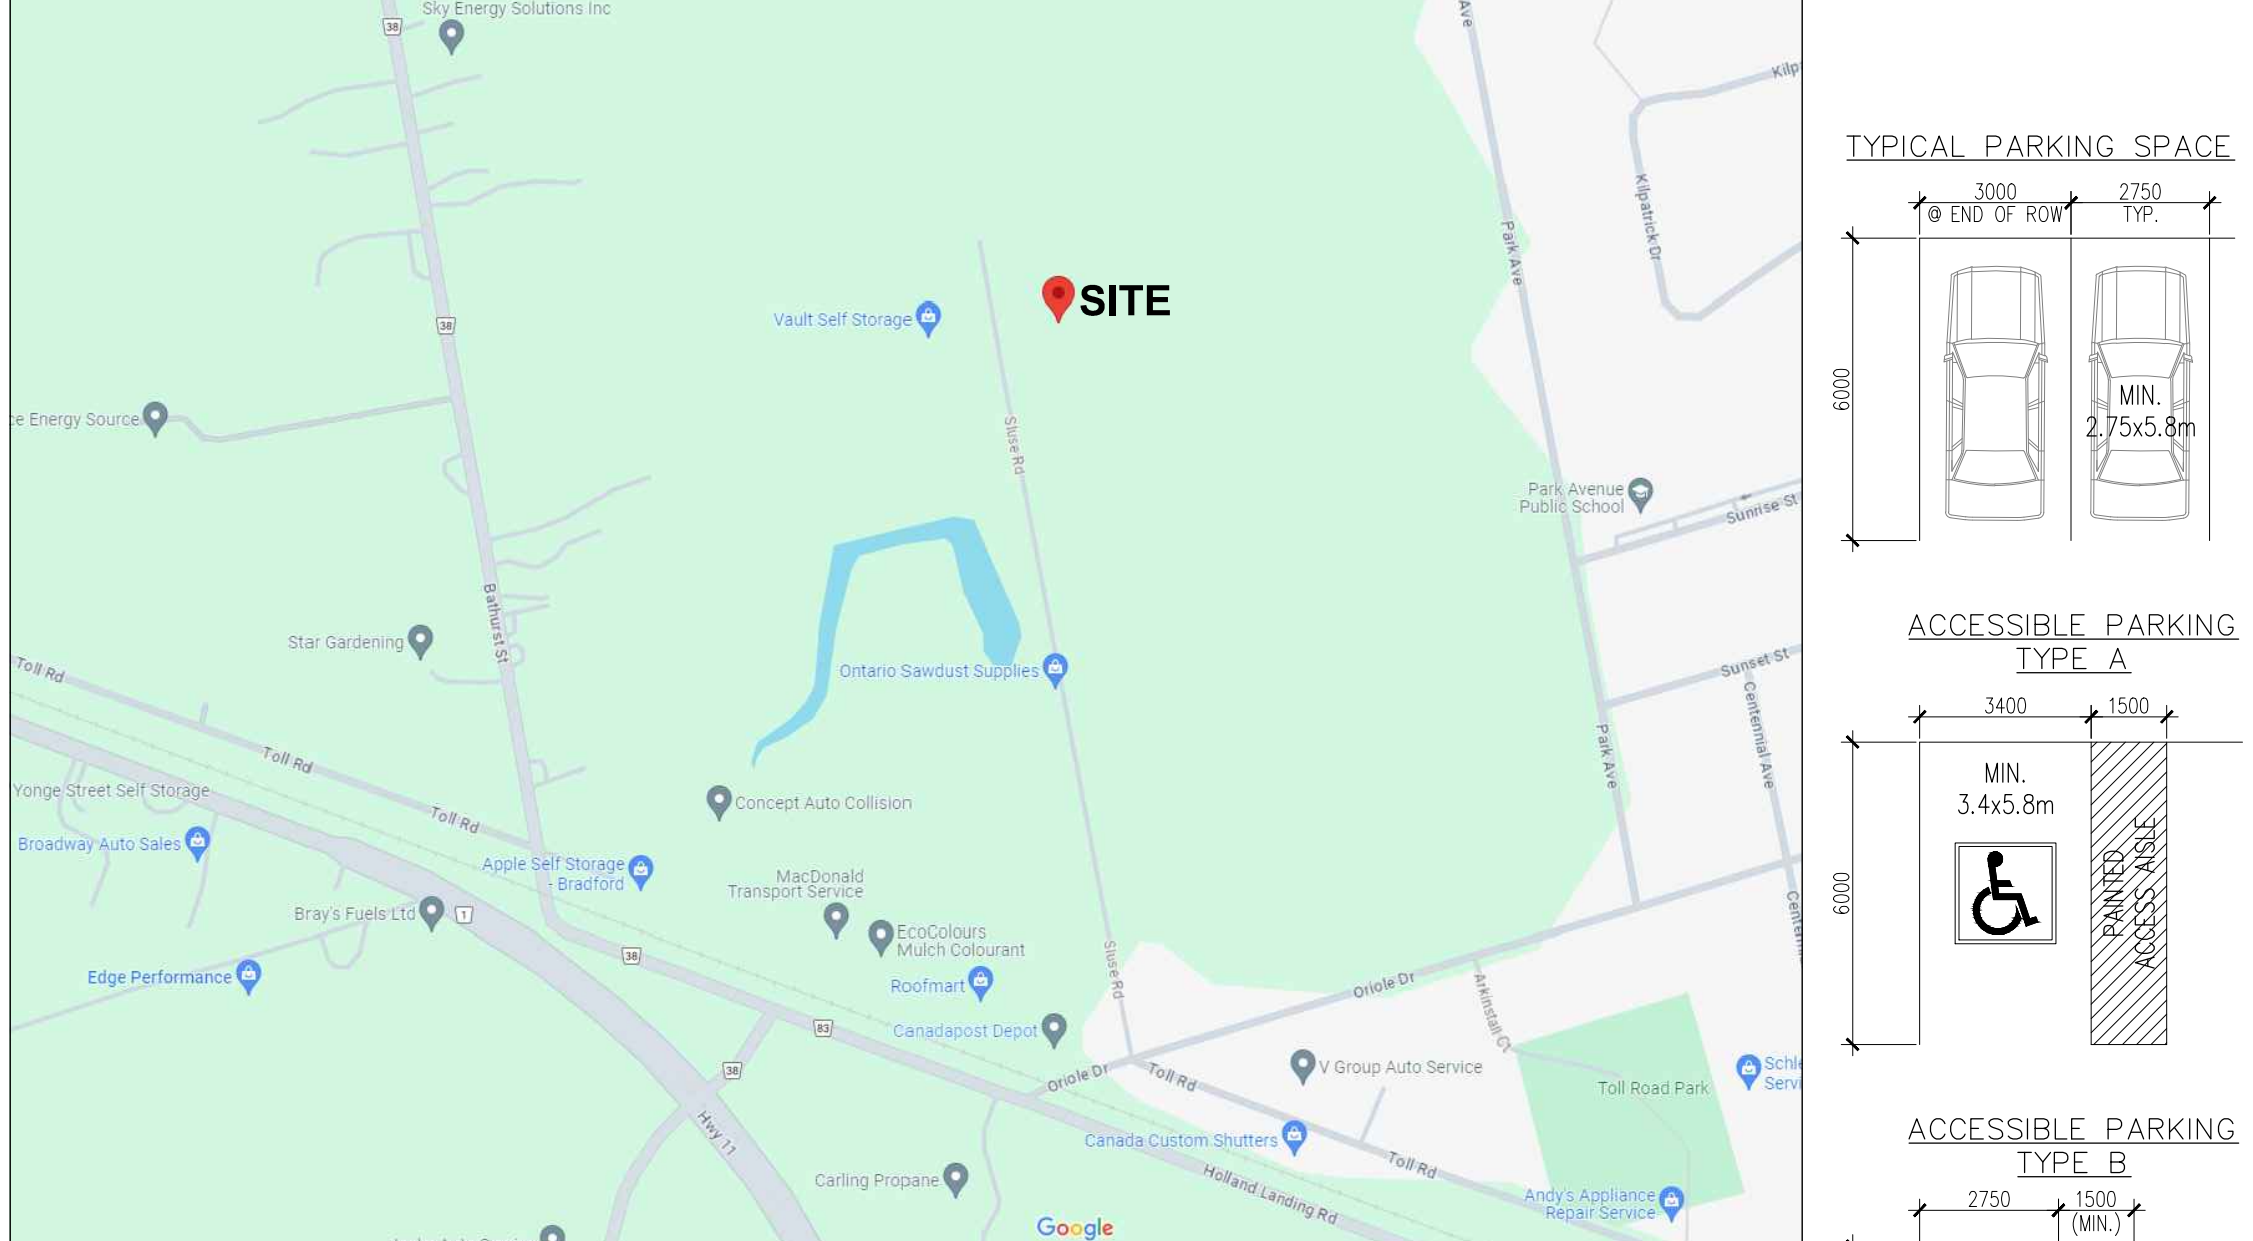 Sky Energy Solutions Inc
38
Ave
Kilp
38
Vault Self Storage
SITE
Park Ave
Kilpatrick Dr
Energy Source
Sluse Rd
Park Avenue
Public School
Sunrise St
Bathurst St
Star Gardening
Toll Rd
Ontario Sawdust Supplies
Sunset St
Centennial Ave
Park Ave
Toll Rd
Yonge Street Self Storage
Toll Rd
Concept Auto Collision
Broadway Auto Sales
Apple Self Storage
- Bradford
MacDonald
Transport Service
Bray's Fuels Ltd
1
EcoColours
Mulch Colourant
38
Edge Performance
Roofmart
Sluse Rd
Oriole Dr
Arkinstall Ct
Canadapost Depot
83
38
Oriole Dr
Toll Rd
V Group Auto Service
Toll Road Park
Schl
Servi
Hwy 11
Canada Custom Shutters
Toll Rd
Carling Propane
Holland Landing Rd
Andy's Appliance
Repair Service
Google
TYPICAL PARKING SPACE
3000
@ END OF ROW
2750
TYP.
6000
MIN.
2.75x5.8m
ACCESSIBLE PARKING
TYPE A
3400
1500
MIN.
3.4x5.8m
6000
PAINTED
ACCESS AISLE
ACCESSIBLE PARKING
TYPE B
2750
1500
(MIN.)